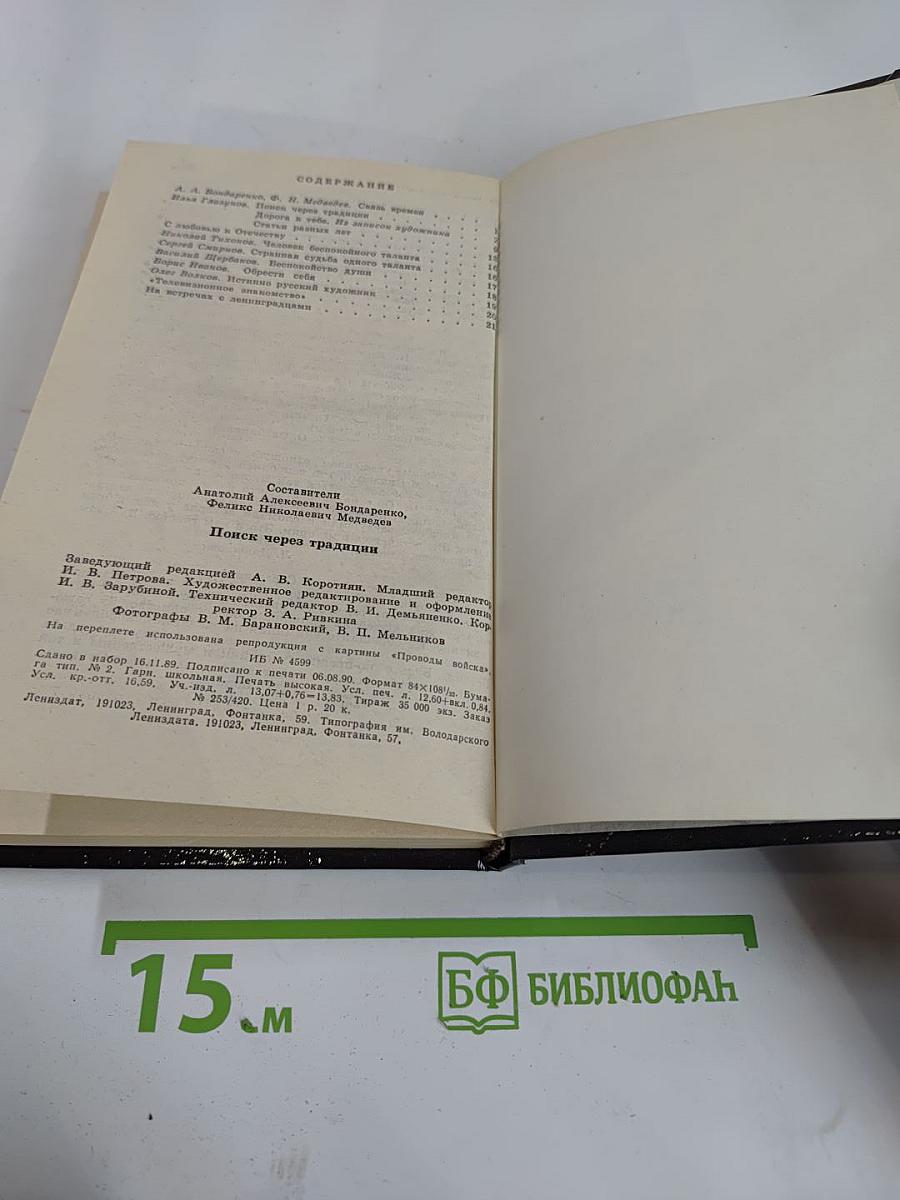 СОДЕРЖАНИЕ
А. А. Бондаренко, Ф. Н. Медведев. Связь времен
Илья Глазунов. Поиск через традиции
Дорога к тебе. Из записок художника
Статьи разных лет
С любовью к Отечеству
Николай Тихонов. Человек беспокойного таланта
Сергей Смирнов. Странная судьба одного таланта
Василий Щербаков. Беспокойство души
Борис Иванов. Обрести себя
Олег Волков. Истинно русский художник
«Телевизионное знакомство»
На встречах с ленинградцами
Составители
Анатолий Алексеевич Бондаренко,
Феликс Николаевич Медведев
Поиск через традиции
Заведующий редакцией А. В. Коротнян. Младший редактор
И. В. Петрова. Художественное редактирование и оформление
И. В. Зарубиной. Технический редактор В. И. Демьяненко. Кор-
ректор З. А. Ривкина
Фотографы В. М. Барановский, В. П. Мельников
На переплете использована репродукция с картины «Проводы войска»
ИБ № 4599
Сдано в набор 16.11.89. Подписано к печати 06.08.90. Формат 84×108¹/₃₂. Бума-
га тип. № 2. Гарн. школьная. Печать высокая. Усл. печ. л. 12,60+вкл. 0,84.
Усл. кр.-отт. 16,59. Уч.-изд. л. 13,07+0,76=13,83. Тираж 35 000 экз. Заказ
№ 253/420. Цена 1 р. 20 к.
Лениздат, 191023, Ленинград, Фонтанка, 59. Типография им. Володарского
Лениздата, 191023, Ленинград, Фонтанка, 57.
15 см
БФ БИБЛИОФАН